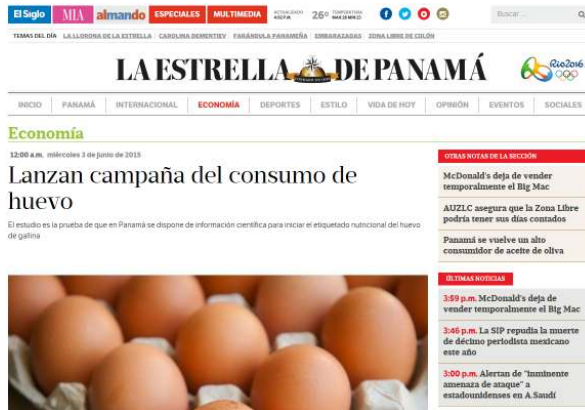 El Siglo MIA almando ESPECIALES MULTIMEDIA 26°
Buscar ...
TEMAS DEL DÍA LA LLORONA DE LA ESTRELLA / CAROLINA DEMENTIEV FARÁNDULA PANAMEÑA EMBARAZADAS ZONA LIBRE DE COLÓN
LA ESTRELLA DE PANAMÁ
Rio2016
INICIO PANAMÁ INTERNACIONAL ECONOMÍA DEPORTES ESTILO VIDA DE HOY OPINIÓN EVENTOS SOCIALES
Economía
12:00 a.m. miércoles 3 de junio de 2015
Lanzan campaña del consumo de
huevo
El estudio es la prueba de que en Panamá se dispone de información científica para iniciar el etiquetado nutricional del huevo
de gallina
OTRAS NOTAS DE LA SECCIÓN
McDonald's deja de vender
temporalmente el Big Mac
AUZLC asegura que la Zona Libre
podría tener sus días contados
Panamá se vuelve un alto
consumidor de aceite de oliva
ÚLTIMAS NOTICIAS
3:59 p.m. McDonald's deja de
vender temporalmente el Big Mac
3:46 p.m. La SIP repudia la muerte
de décimo periodista mexicano
este año
3:00 p.m. Alertan de "inminente
amenaza de ataque" a
estadounidenses en A.Saudí